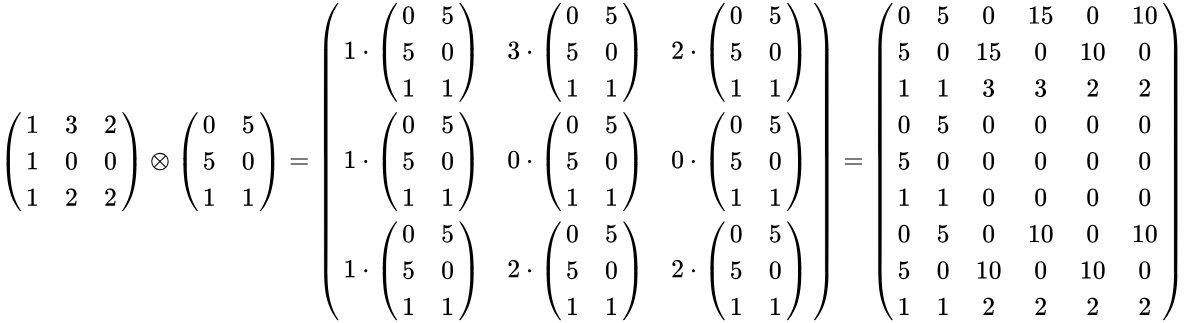 \begin{pmatrix} 1 & 3 & 2 \\ 1 & 0 & 0 \\ 1 & 2 & 2 \end{pmatrix} \otimes \begin{pmatrix} 0 & 5 \\ 5 & 0 \\ 1 & 1 \end{pmatrix} = \begin{pmatrix} 1 \cdot \begin{pmatrix} 0 & 5 \\ 5 & 0 \\ 1 & 1 \end{pmatrix} & 3 \cdot \begin{pmatrix} 0 & 5 \\ 5 & 0 \\ 1 & 1 \end{pmatrix} & 2 \cdot \begin{pmatrix} 0 & 5 \\ 5 & 0 \\ 1 & 1 \end{pmatrix} \\ 1 \cdot \begin{pmatrix} 0 & 5 \\ 5 & 0 \\ 1 & 1 \end{pmatrix} & 0 \cdot \begin{pmatrix} 0 & 5 \\ 5 & 0 \\ 1 & 1 \end{pmatrix} & 0 \cdot \begin{pmatrix} 0 & 5 \\ 5 & 0 \\ 1 & 1 \end{pmatrix} \\ 1 \cdot \begin{pmatrix} 0 & 5 \\ 5 & 0 \\ 1 & 1 \end{pmatrix} & 2 \cdot \begin{pmatrix} 0 & 5 \\ 5 & 0 \\ 1 & 1 \end{pmatrix} & 2 \cdot \begin{pmatrix} 0 & 5 \\ 5 & 0 \\ 1 & 1 \end{pmatrix} \end{pmatrix} = \begin{pmatrix} 0 & 5 & 0 & 15 & 0 & 10 \\ 5 & 0 & 15 & 0 & 10 & 0 \\ 1 & 1 & 3 & 3 & 2 & 2 \\ 0 & 5 & 0 & 0 & 0 & 0 \\ 5 & 0 & 0 & 0 & 0 & 0 \\ 1 & 1 & 0 & 0 & 0 & 0 \\ 0 & 5 & 0 & 10 & 0 & 10 \\ 5 & 0 & 10 & 0 & 10 & 0 \\ 1 & 1 & 2 & 2 & 2 & 2 \end{pmatrix}